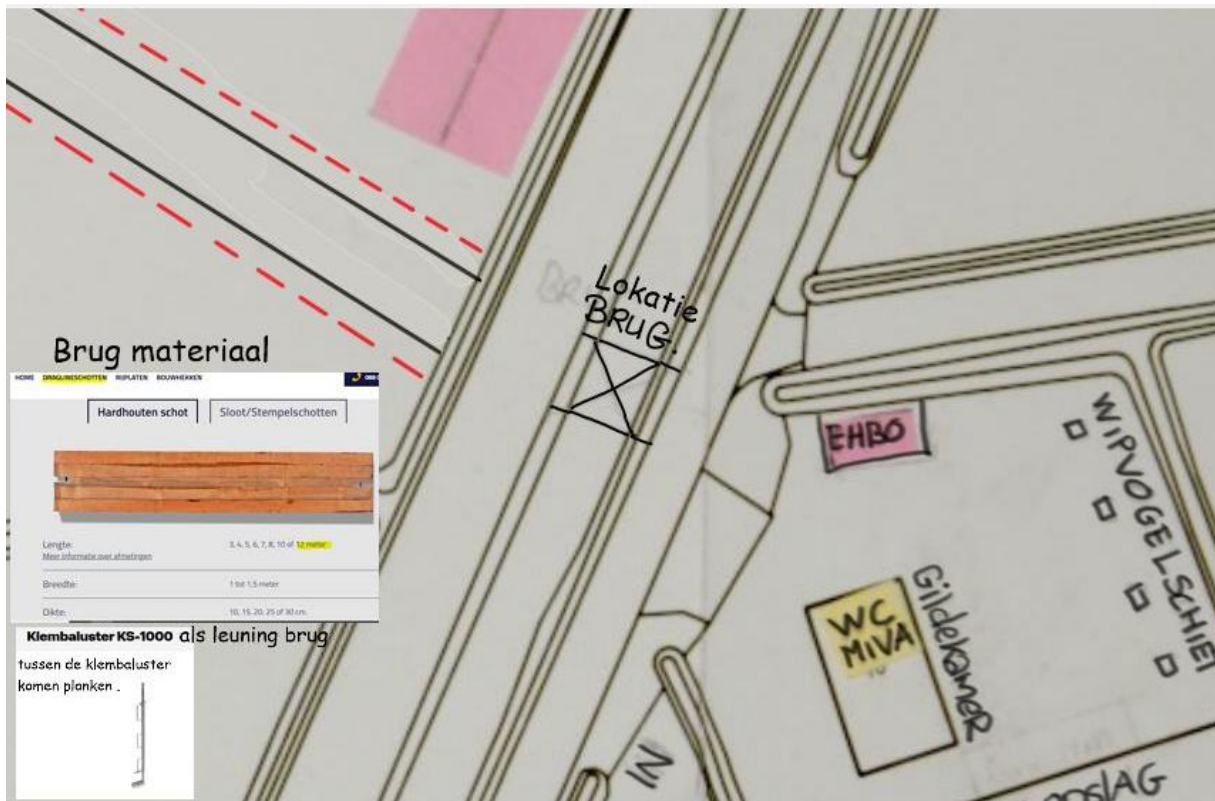 Lokatie
BRUG.
Brug materiaal
HOME DRAGLINESCHOTTEN RIJPLATEN BOUWHEKKEN
Hardhouten schot
Sloot/Stempelschotten
Lengte: 3, 4, 5, 6, 7, 8, 10 of 12 meter
Meer informatie over afmetingen
Breedte: 1 tot 1,5 meter
Dikte: 10, 15, 20, 25 of 30 cm.
Klembaluster KS-1000 als leuning brug
tussen de klembaluster
komen planken .
EHBO
WIPVOGELSCHIET
WC
MIVA
Gildekamer
IN